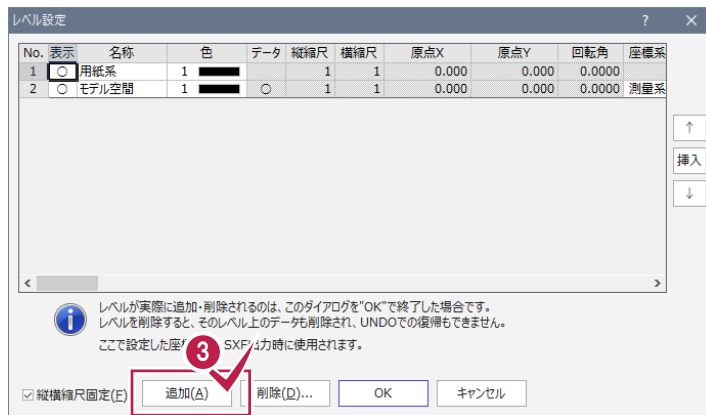 レベル設定 ? ×
No. 表示 名称 色 データ 縦縮尺 横縮尺 原点X 原点Y 回転角 座標系
1 ○ 用紙系 1 1 1 0.000 0.000 0.0000
2 ○ モデル空間 1 ○ 1 1 0.000 0.000 0.0000 測量系
↑
挿入
↓
< >
レベルが実際に追加・削除されるのは、このダイアログを"OK"で終了した場合です。
レベルを削除すると、そのレベル上のデータも削除され、UNDOでの復帰もできません。
ここで設定した座 SXF出力時に使用されます。
3
縦横縮尺固定(F) 追加(A) 削除(D)... OK キャンセル